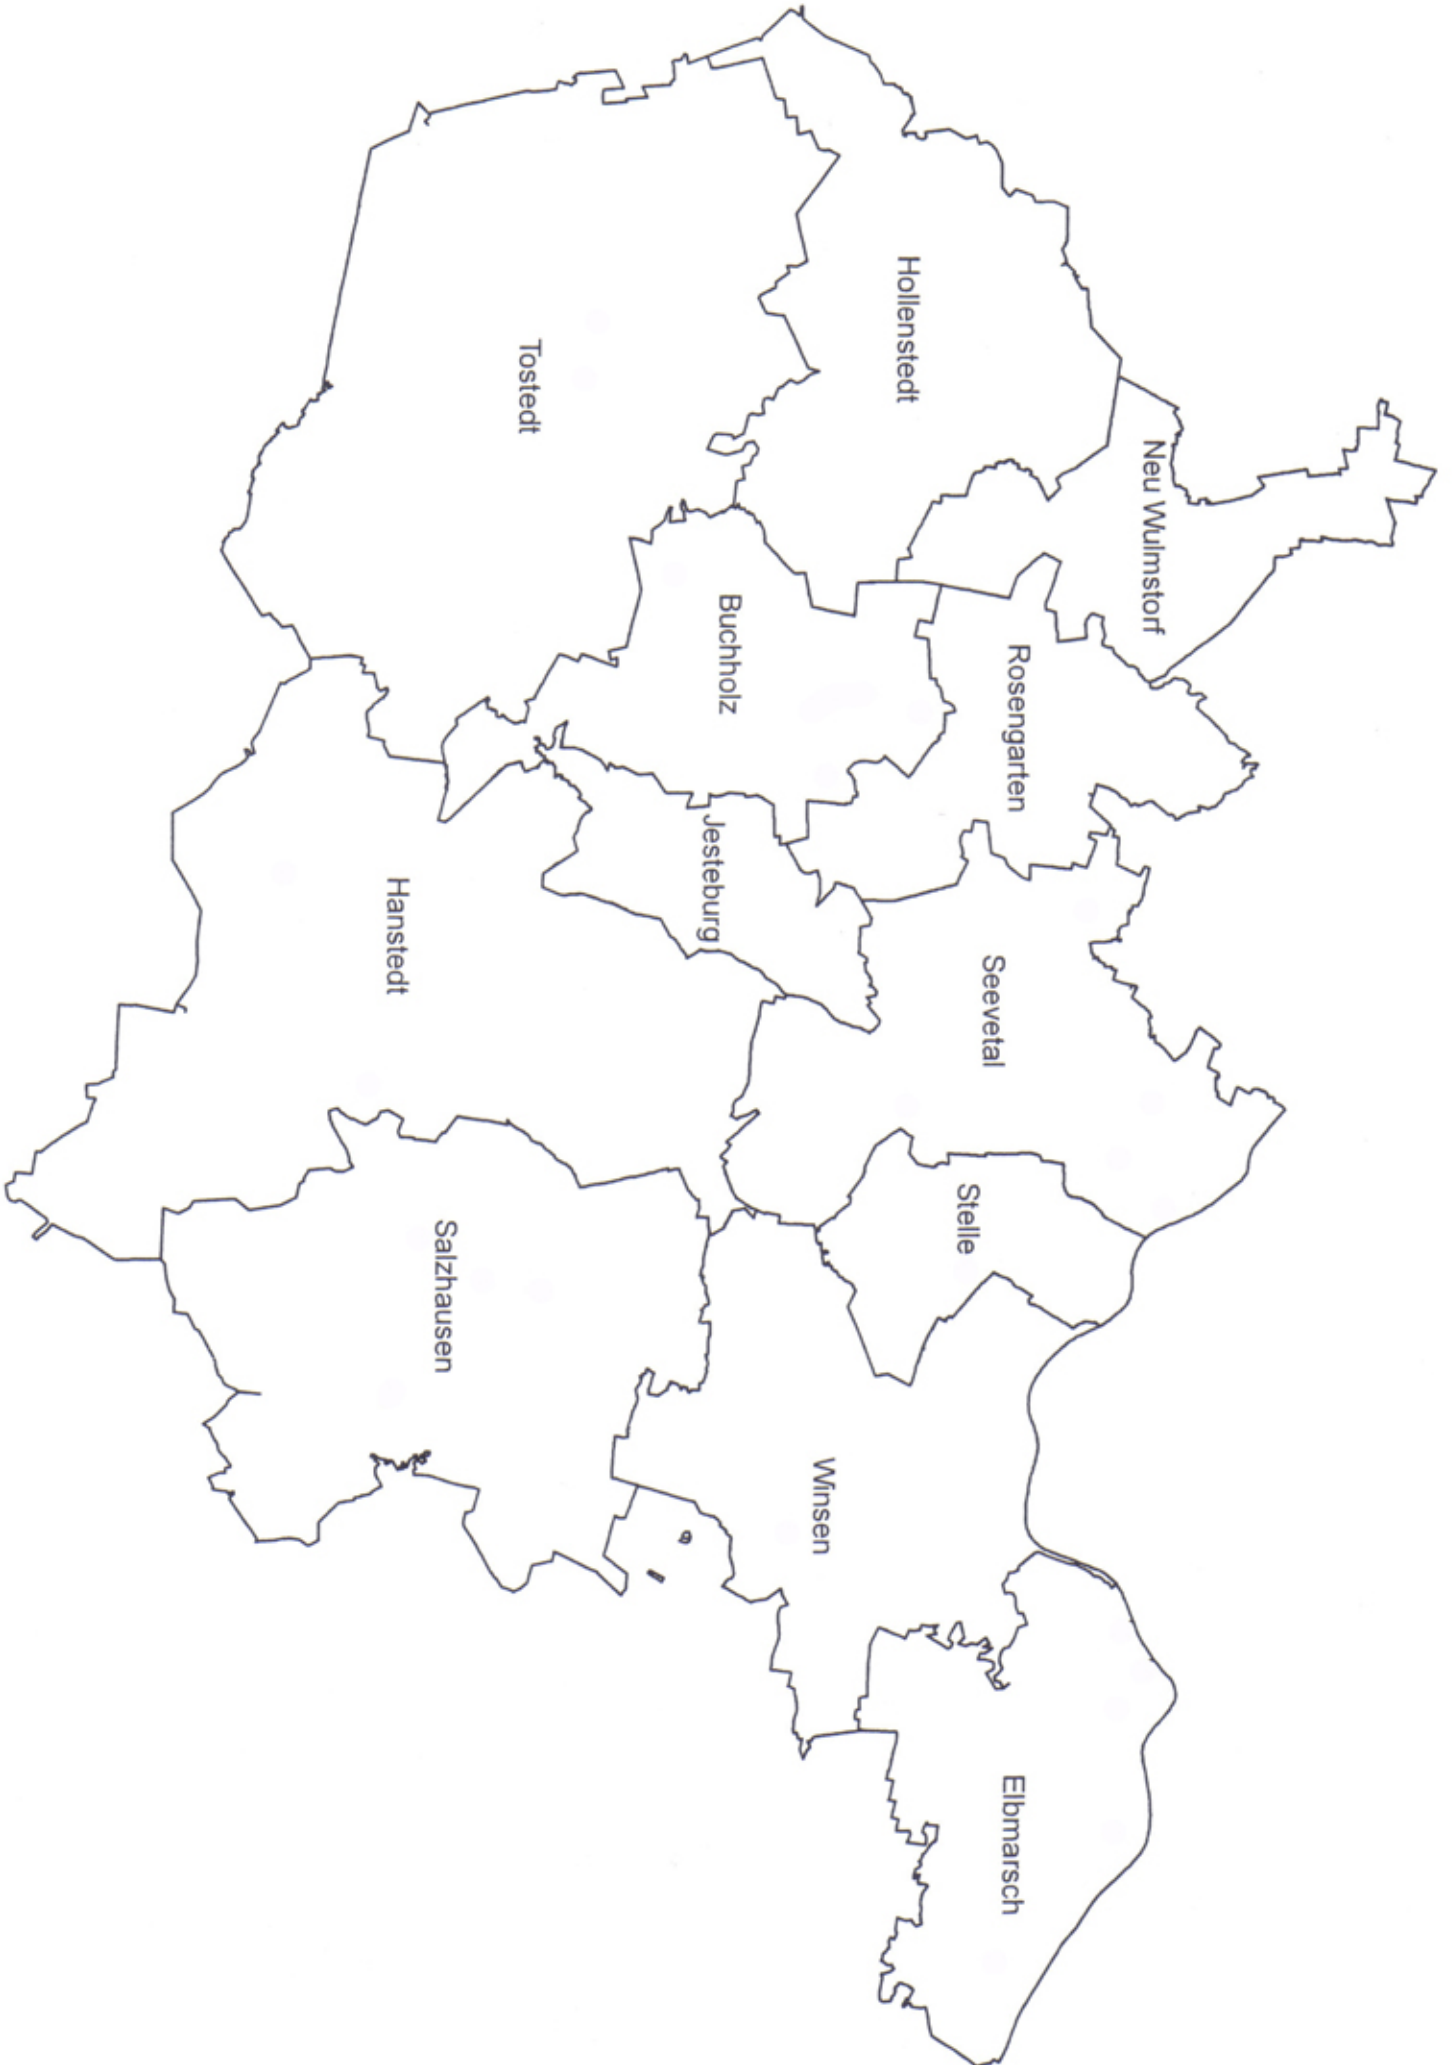 Neu Wulmstorf
Hollenstedt
Rosengarten
Tostedt
Buchholz
Jesteburg
Seevetal
Hanstedt
Stelle
Salzhausen
Winsen
Elbmarsch